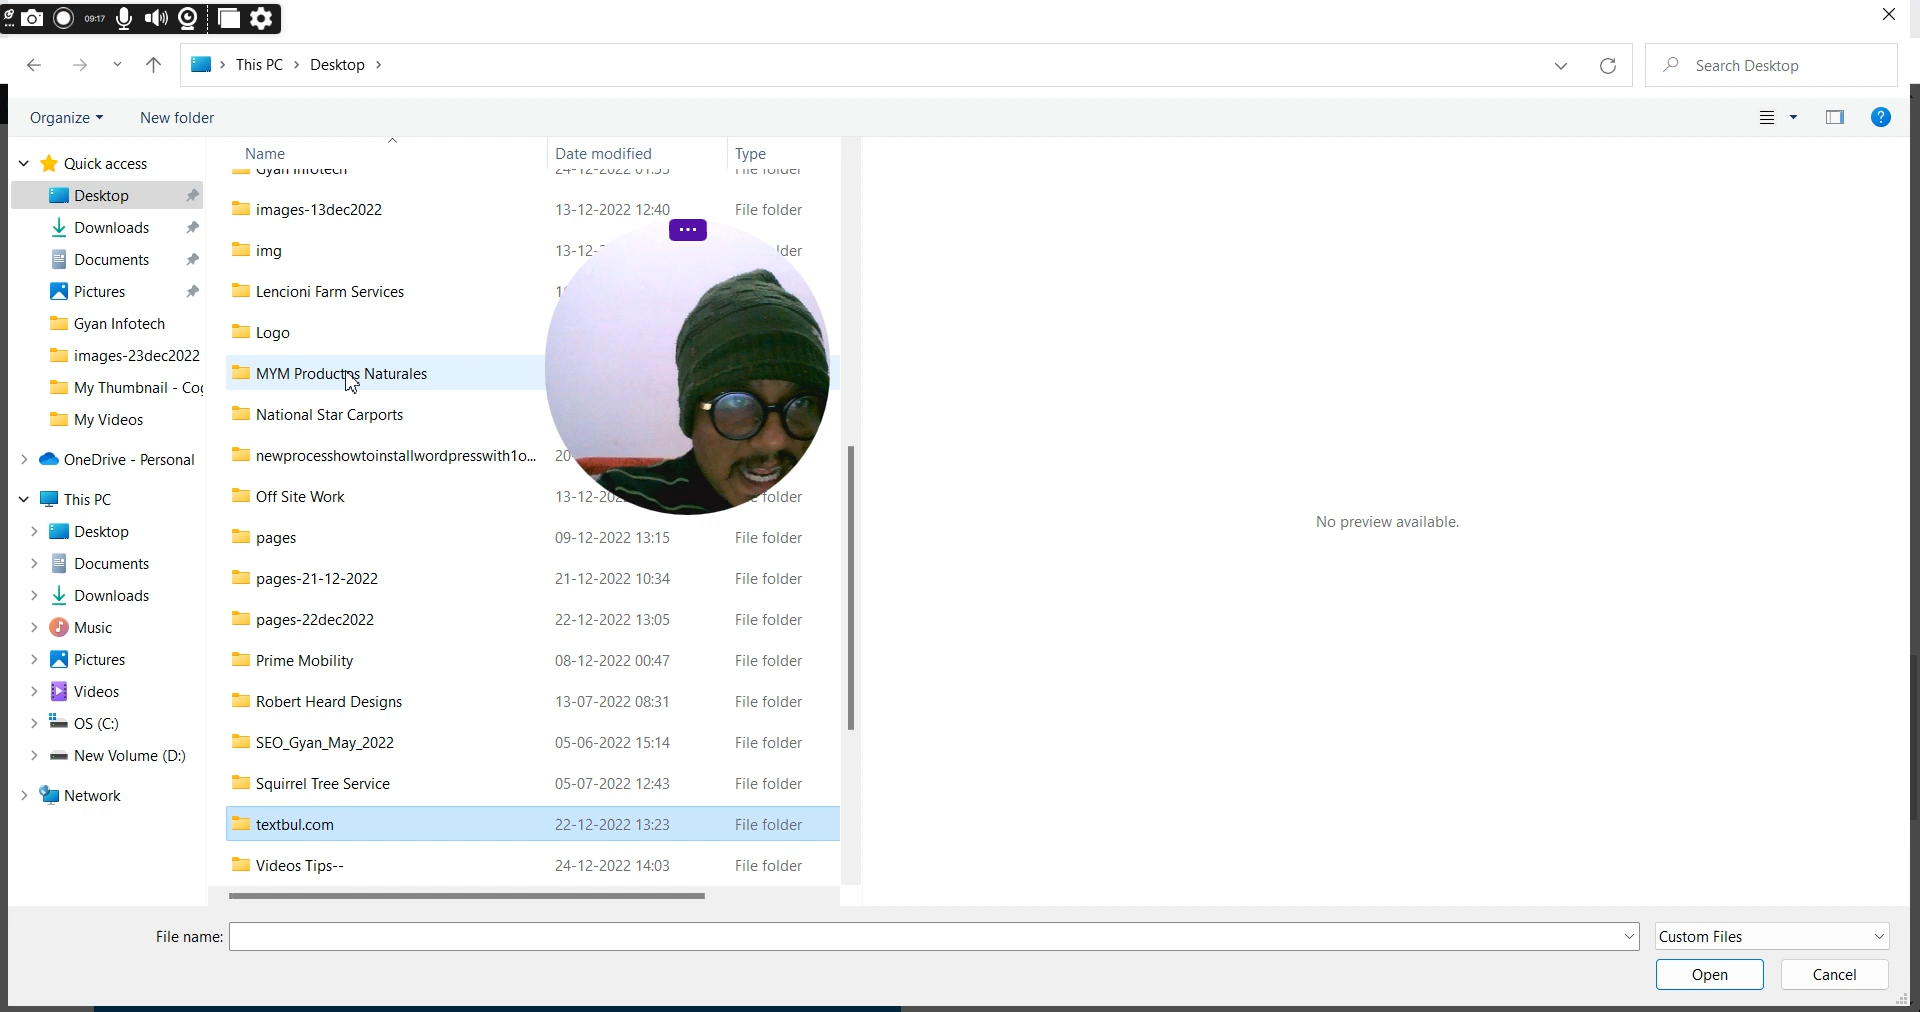 09:17
This PC > Desktop >
Search Desktop
Organize
New folder
Name
Date modified
Type
Quick access
Desktop
Downloads
Documents
Pictures
Gyan Infotech
images-23dec2022
My Thumbnail - Co
My Videos
OneDrive - Personal
This PC
Desktop
Documents
Downloads
Music
Pictures
Videos
OS (C:)
New Volume (D:)
Network
Gyan Infotech
images-13dec2022 13-12-2022 12:40 File folder
img 13-12-
Lencioni Farm Services
Logo
MYM Productos Naturales
National Star Carports
newprocesshowtoinstallwordpresswith1o... 20
Off Site Work 13-12-202 folder
pages 09-12-2022 13:15 File folder
pages-21-12-2022 21-12-2022 10:34 File folder
pages-22dec2022 22-12-2022 13:05 File folder
Prime Mobility 08-12-2022 00:47 File folder
Robert Heard Designs 13-07-2022 08:31 File folder
SEO_Gyan_May_2022 05-06-2022 15:14 File folder
Squirrel Tree Service 05-07-2022 12:43 File folder
textbul.com 22-12-2022 13:23 File folder
Videos Tips-- 24-12-2022 14:03 File folder
No preview available.
File name:
Custom Files
Open
Cancel